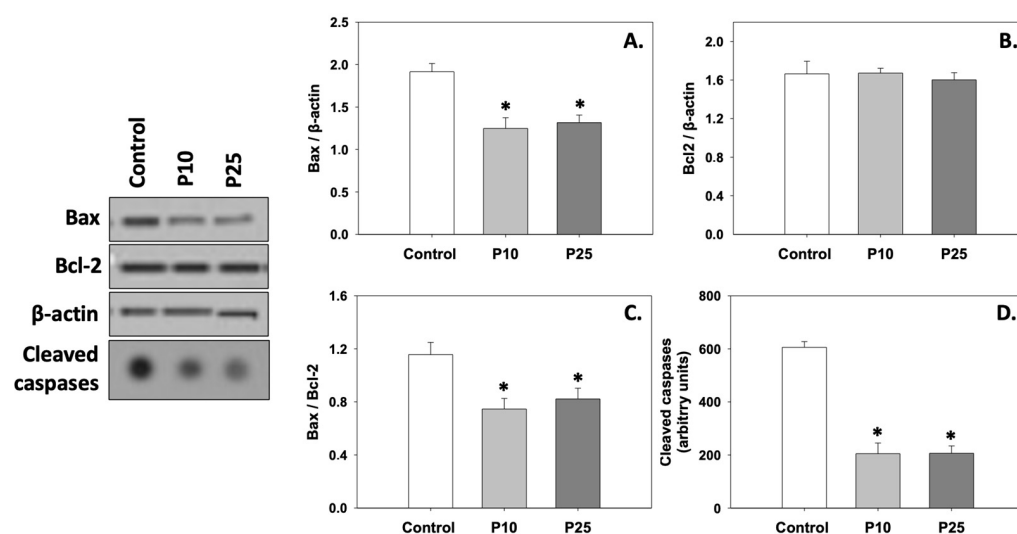 Control P10 P25
Bax
Bcl-2
β-actin
Cleaved
caspases
A.
Bax / β-actin
2.5
2.0
1.5
1.0
0.5
0.0
*
*
Control P10 P25
B.
Bcl2 / β-actin
2.0
1.6
1.2
0.8
0.4
0.0
Control P10 P25
C.
Bax / Bcl-2
1.6
1.2
0.8
0.4
0.0
*
*
Control P10 P25
D.
Cleaved caspases
(arbitrry units)
800
600
400
200
0
*
*
Control P10 P25